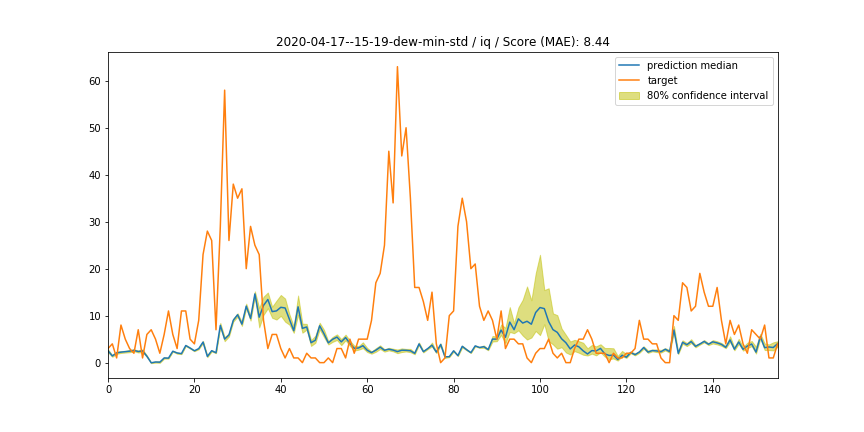 2020-04-17--15-19-dew-min-std / iq / Score (MAE): 8.44
prediction median
target
80% confidence interval
60
50
40
30
20
10
0
0 20 40 60 80 100 120 140